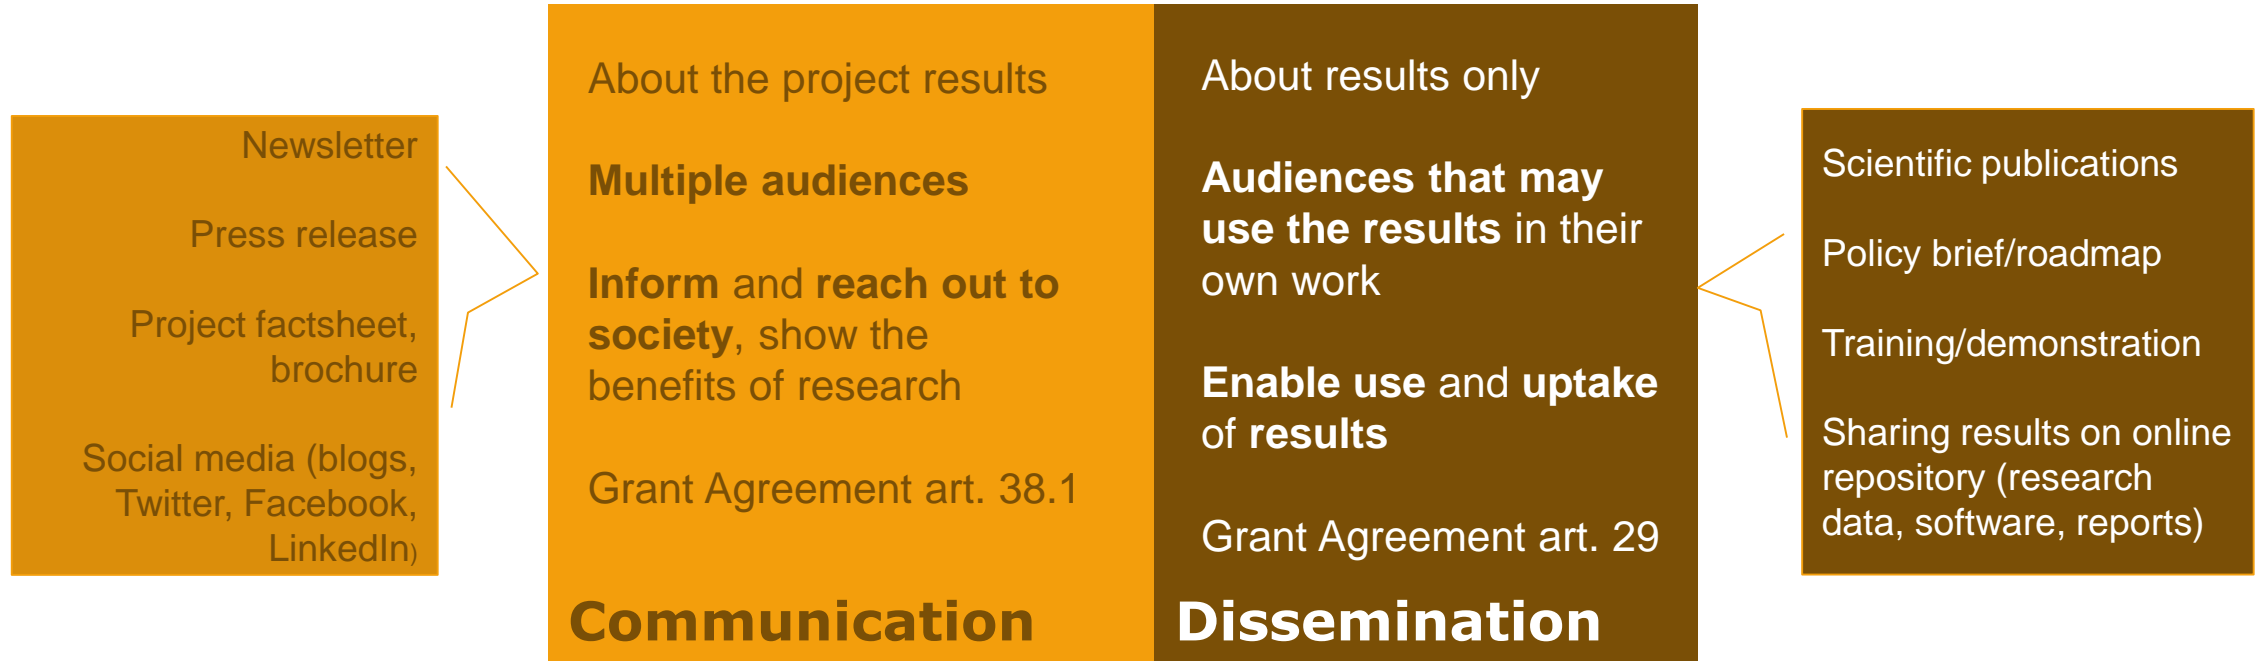 Newsletter
Press release
Project factsheet,
brochure
Social media (blogs,
Twitter, Facebook,
LinkedIn)
About the project results
Multiple audiences
Inform and reach out to
society, show the
benefits of research
Grant Agreement art. 38.1
Communication
About results only
Audiences that may
use the results in their
own work
Enable use and uptake
of results
Grant Agreement art. 29
Dissemination
Scientific publications
Policy brief/roadmap
Training/demonstration
Sharing results on online
repository (research
data, software, reports)